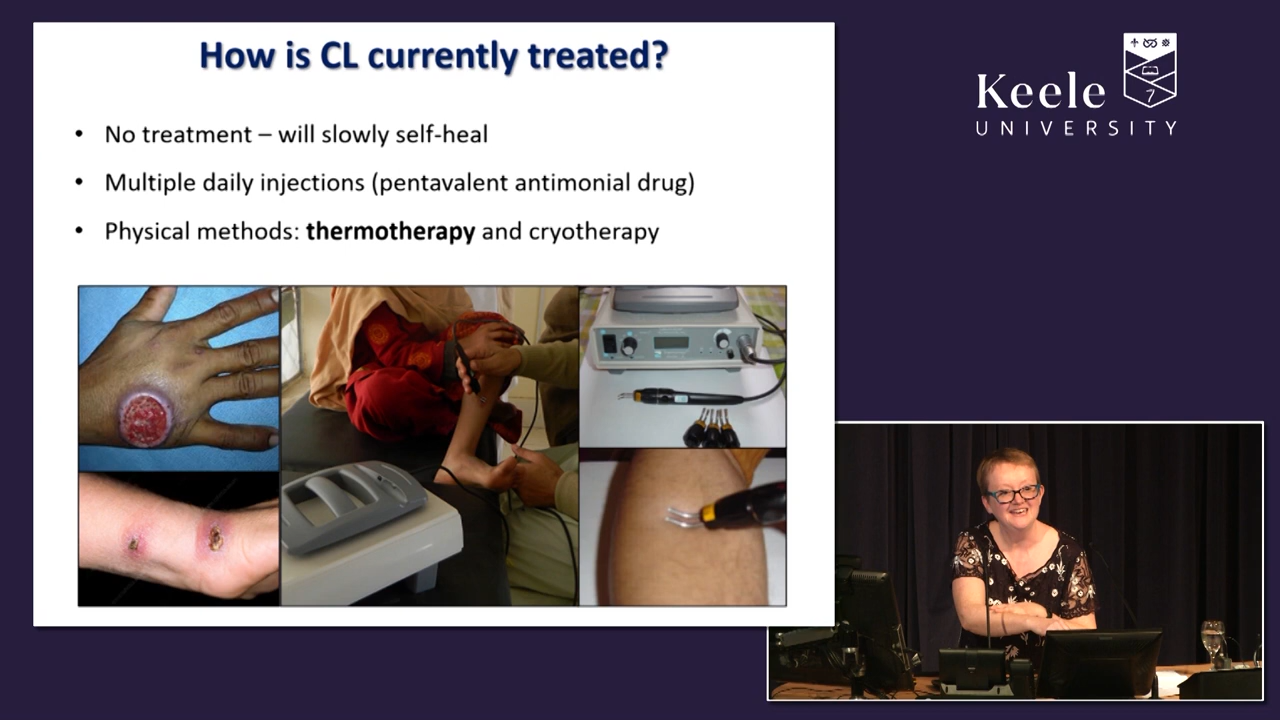 How is CL currently treated?
• No treatment – will slowly self-heal
• Multiple daily injections (pentavalent antimonial drug)
• Physical methods: thermotherapy and cryotherapy
Keele
UNIVERSITY